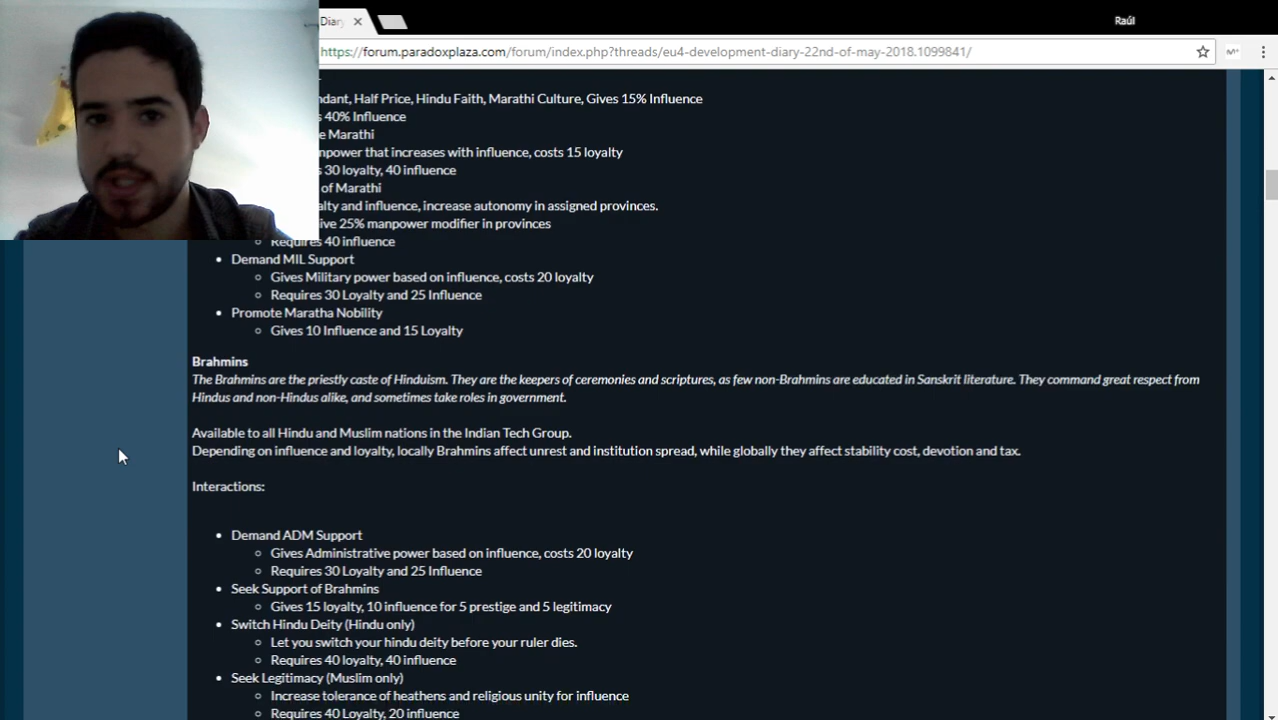 Diary
Raúl
https://forum.paradoxplaza.com/forum/index.php?threads/eu4-development-diary-22nd-of-may-2018.1099841/
Half Price, Hindu Faith, Marathi Culture, Gives 15% Influence
40% Influence
Marathi
that increases with influence, costs 15 loyalty
30 loyalty, 40 influence
of Marathi
and influence, increase autonomy in assigned provinces.
25% manpower modifier in provinces
Requires 40 influence
Demand MIL Support
Gives Military power based on influence, costs 20 loyalty
Requires 30 Loyalty and 25 Influence
Promote Maratha Nobility
Gives 10 Influence and 15 Loyalty
Brahmins
The Brahmins are the priestly caste of Hinduism. They are the keepers of ceremonies and scriptures, as few non-Brahmins are educated in Sanskrit literature. They command great respect from
Hindus and non-Hindus alike, and sometimes take roles in government.
Available to all Hindu and Muslim nations in the Indian Tech Group.
Depending on influence and loyalty, locally Brahmins affect unrest and institution spread, while globally they affect stability cost, devotion and tax.
Interactions:
Demand ADM Support
Gives Administrative power based on influence, costs 20 loyalty
Requires 30 Loyalty and 25 Influence
Seek Support of Brahmins
Gives 15 loyalty, 10 influence for 5 prestige and 5 legitimacy
Switch Hindu Deity (Hindu only)
Let you switch your hindu deity before your ruler dies.
Requires 40 loyalty, 40 influence
Seek Legitimacy (Muslim only)
Increase tolerance of heathens and religious unity for influence
Requires 40 Loyalty, 20 influence